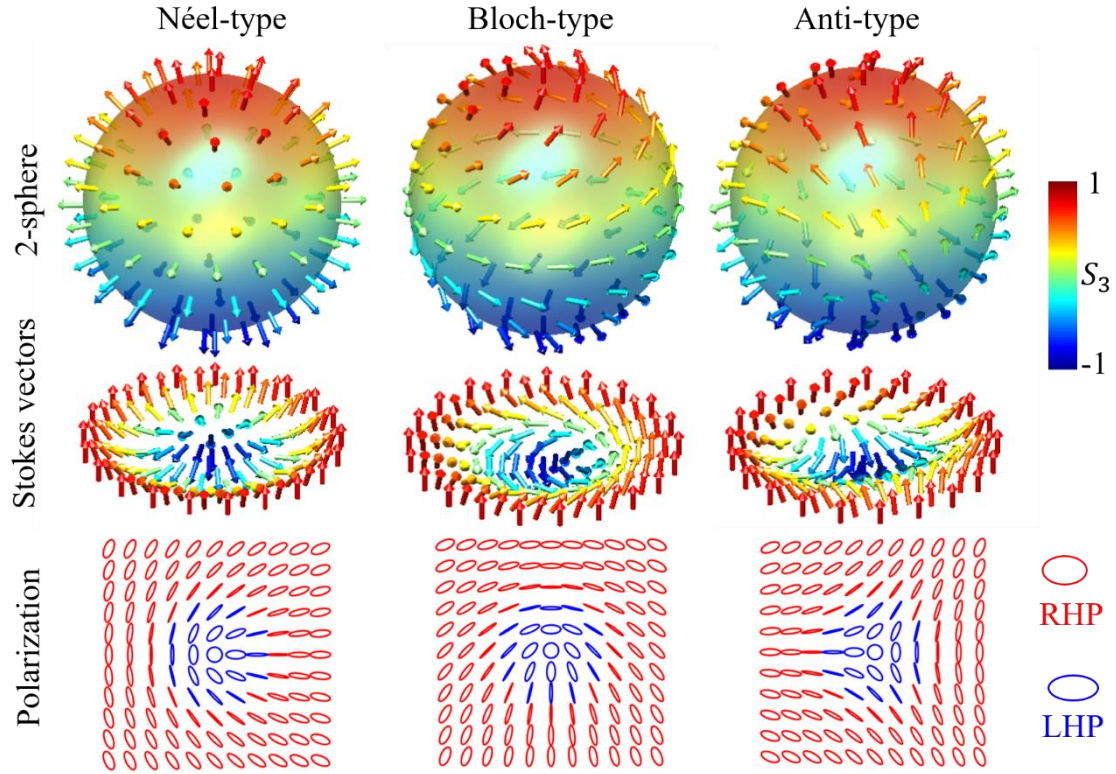 Néel-type Bloch-type Anti-type
2-sphere
1
S₃
-1
Stokes vectors
Polarization
RHP
LHP